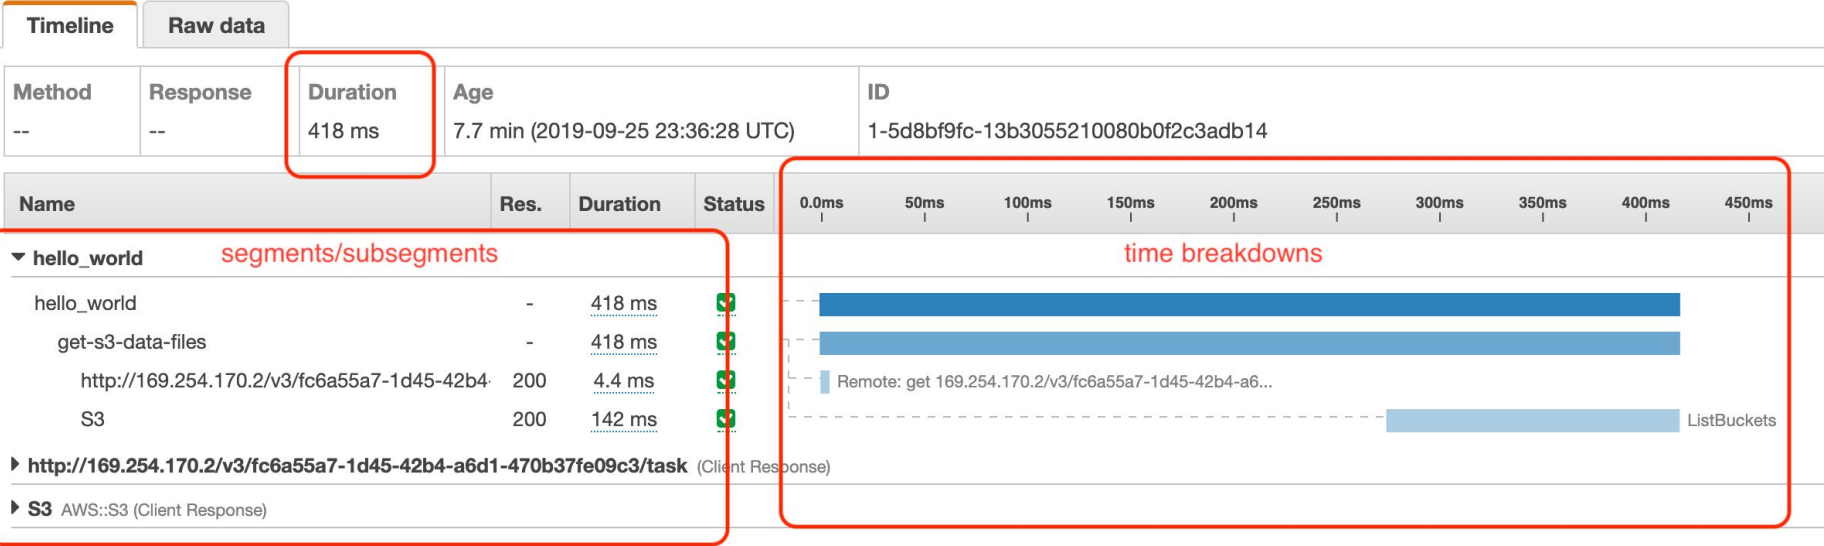 Timeline Raw data
Method Response Duration Age ID
-- -- 418 ms 7.7 min (2019-09-25 23:36:28 UTC) 1-5d8bf9fc-13b3055210080b0f2c3adb14
Name Res. Duration Status 0.0ms 50ms 100ms 150ms 200ms 250ms 300ms 350ms 400ms 450ms
hello_world segments/subsegments time breakdowns
hello_world - 418 ms
get-s3-data-files - 418 ms
http://169.254.170.2/v3/fc6a55a7-1d45-42b4- 200 4.4 ms Remote: get 169.254.170.2/v3/fc6a55a7-1d45-42b4-a6...
S3 200 142 ms ListBuckets
http://169.254.170.2/v3/fc6a55a7-1d45-42b4-a6d1-470b37fe09c3/task (Client Response)
S3 AWS::S3 (Client Response)